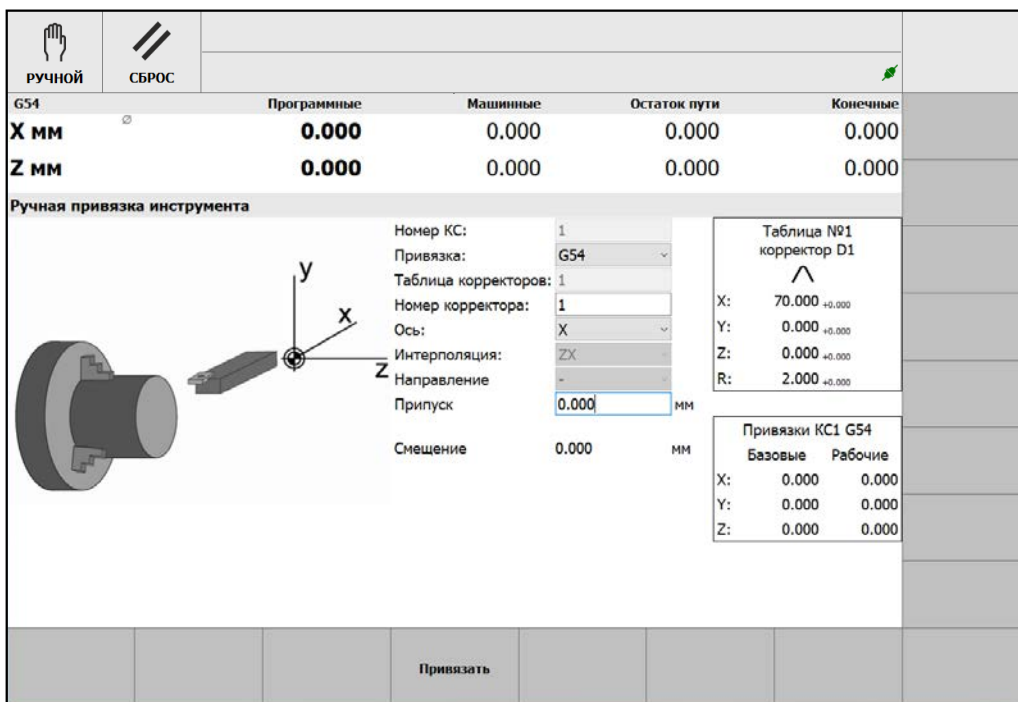 РУЧНОЙ СБРОС
G54 Программные Машинные Остаток пути Конечные
X мм ⌀ 0.000 0.000 0.000 0.000
Z мм 0.000 0.000 0.000 0.000
Ручная привязка инструмента
Номер КС: 1
Привязка: G54
Таблица корректоров: 1
Номер корректора: 1
Ось: X
Интерполяция: ZX
Направление -
Припуск 0.000 мм
Смещение 0.000 мм
y
x
z
Таблица №1
корректор D1
X: 70.000 +0.000
Y: 0.000 +0.000
Z: 0.000 +0.000
R: 2.000 +0.000
Привязки КС1 G54
Базовые Рабочие
X: 0.000 0.000
Y: 0.000 0.000
Z: 0.000 0.000
Привязать